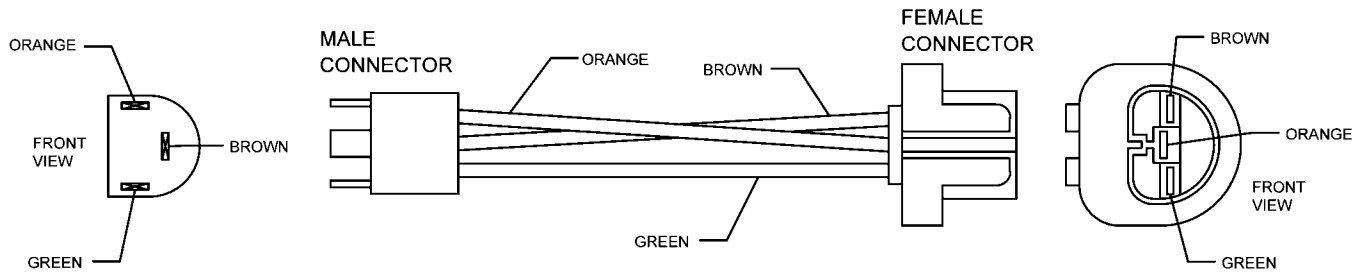 ORANGE
FRONT
VIEW
BROWN
GREEN
MALE
CONNECTOR
ORANGE
BROWN
GREEN
FEMALE
CONNECTOR
BROWN
ORANGE
FRONT
VIEW
GREEN